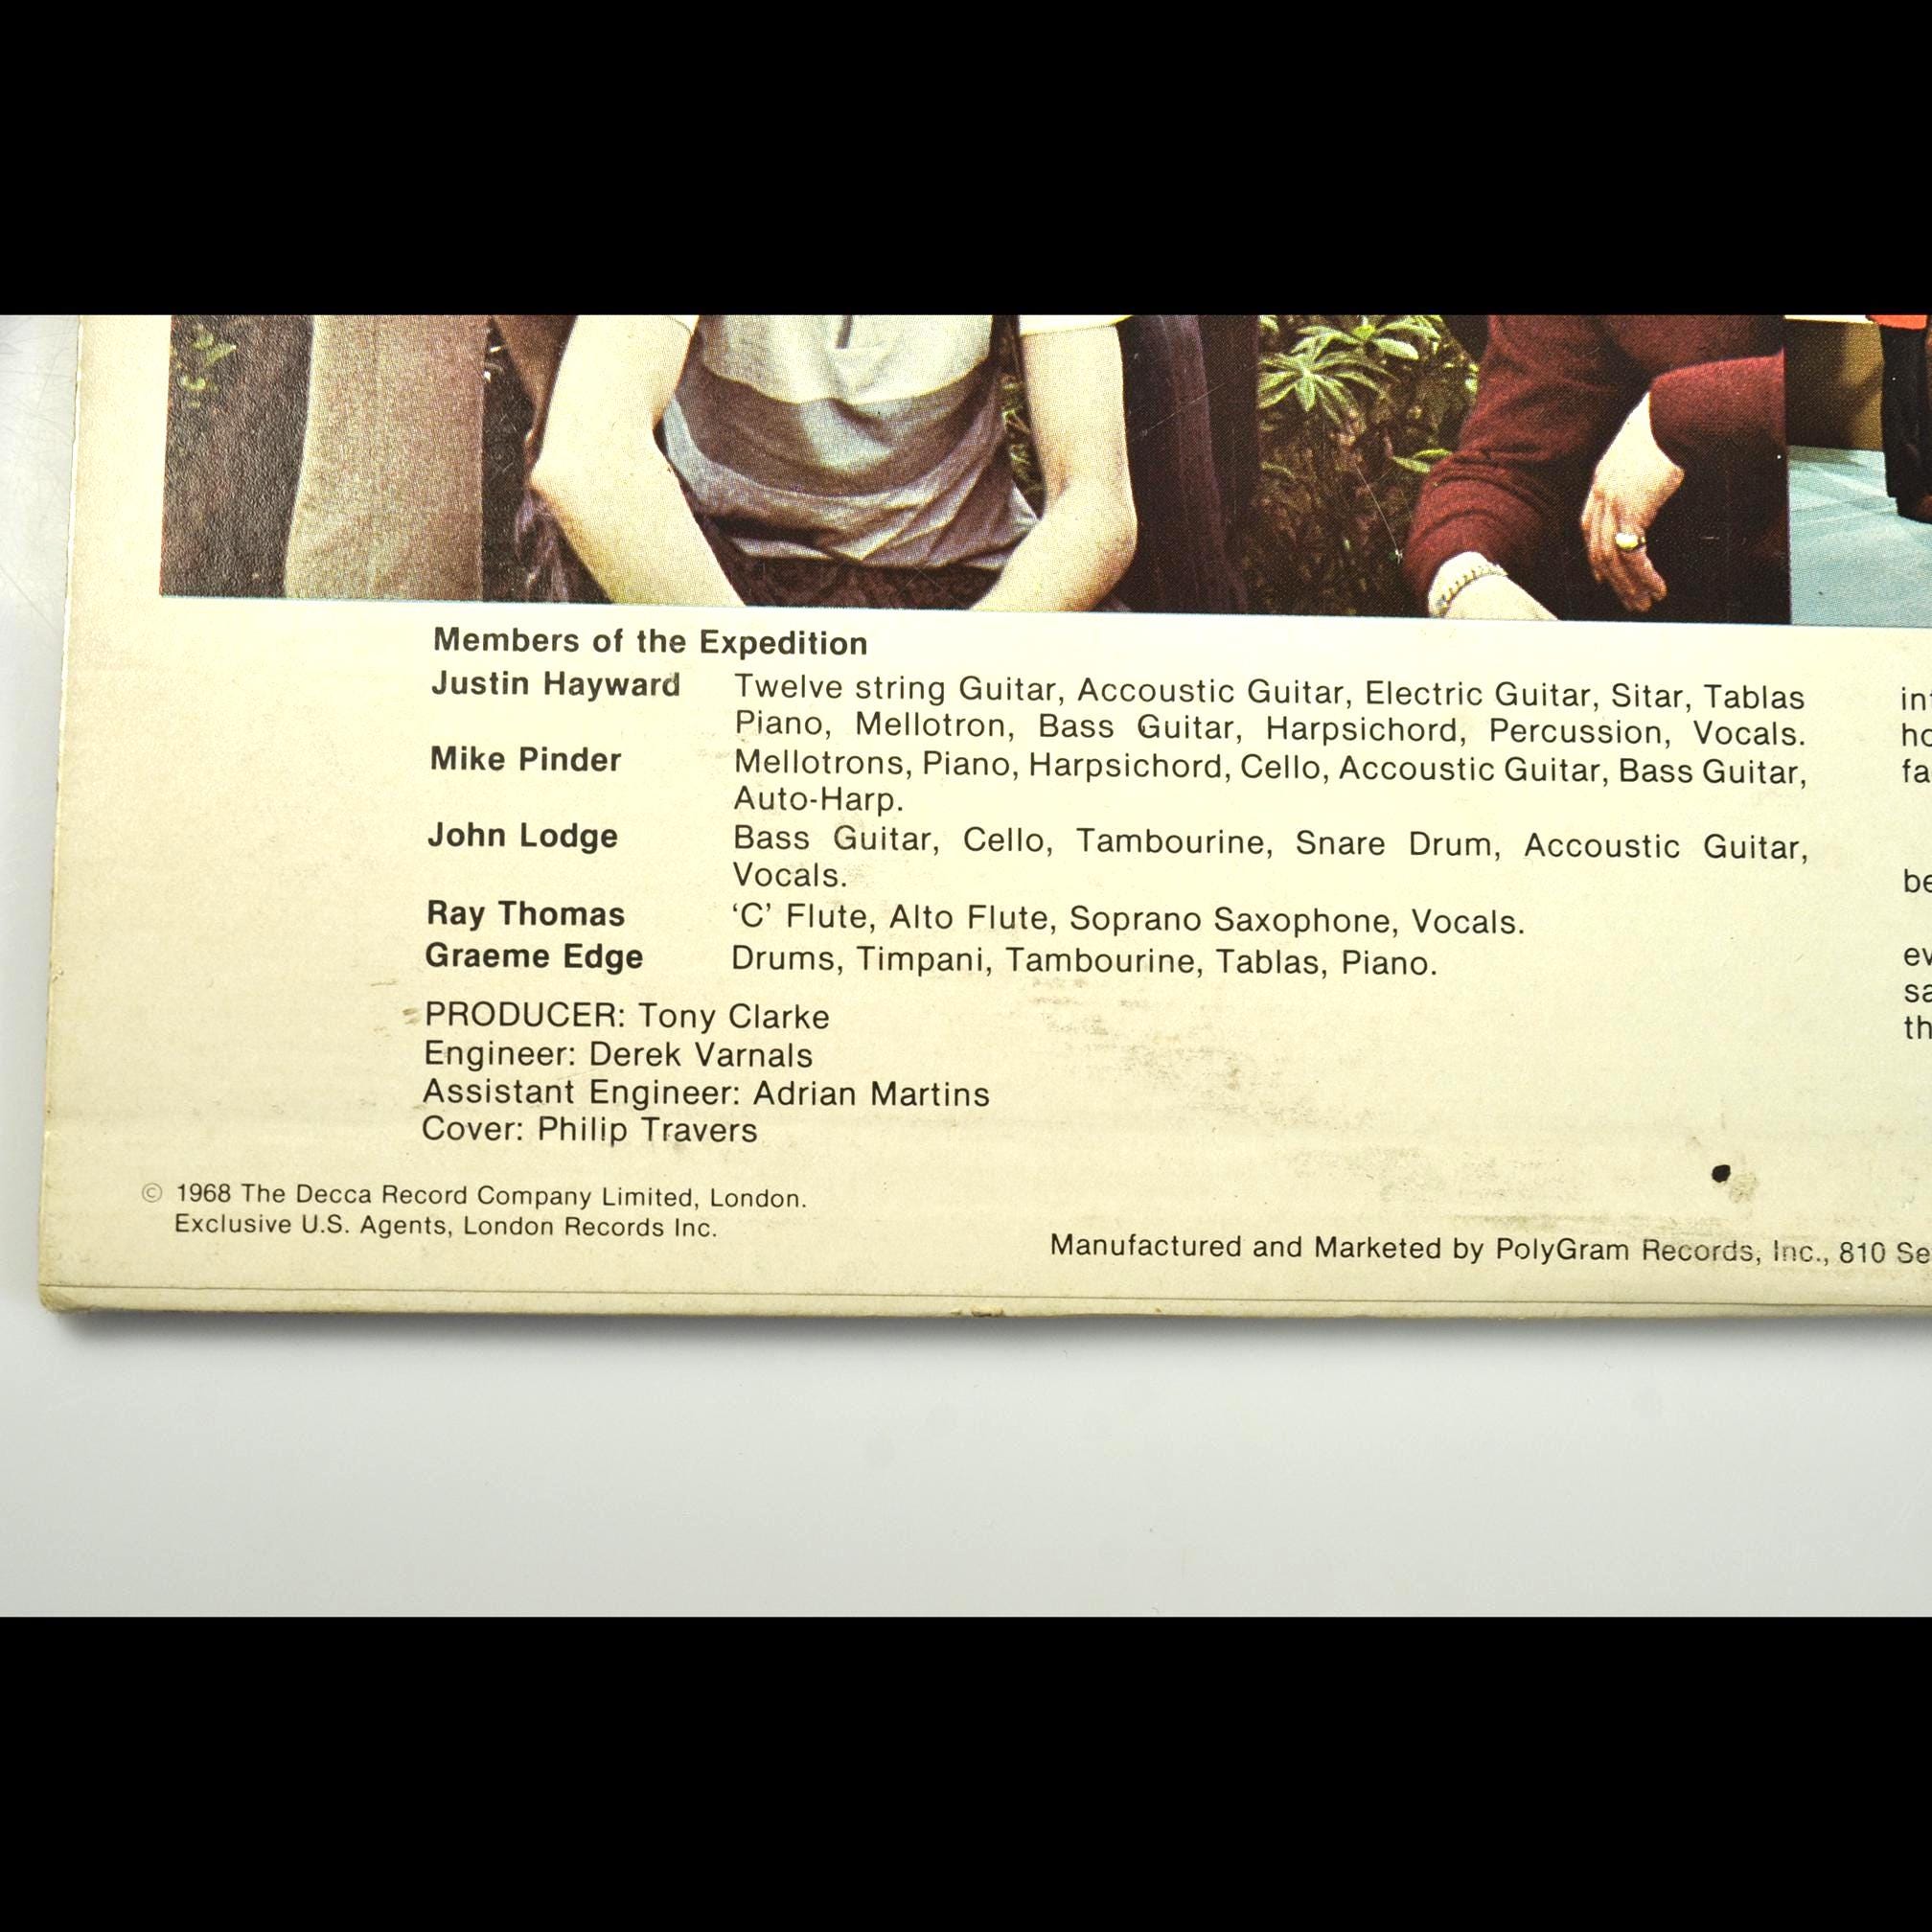 Members of the Expedition
Justin Hayward Twelve string Guitar, Accoustic Guitar, Electric Guitar, Sitar, Tablas
Piano, Mellotron, Bass Guitar, Harpsichord, Percussion, Vocals.
Mike Pinder Mellotrons, Piano, Harpsichord, Cello, Accoustic Guitar, Bass Guitar,
Auto-Harp.
John Lodge Bass Guitar, Cello, Tambourine, Snare Drum, Accoustic Guitar,
Vocals.
Ray Thomas ‘C’ Flute, Alto Flute, Soprano Saxophone, Vocals.
Graeme Edge Drums, Timpani, Tambourine, Tablas, Piano.
PRODUCER: Tony Clarke
Engineer: Derek Varnals
Assistant Engineer: Adrian Martins
Cover: Philip Travers
© 1968 The Decca Record Company Limited, London.
Exclusive U.S. Agents, London Records Inc.
Manufactured and Marketed by PolyGram Records, Inc., 810